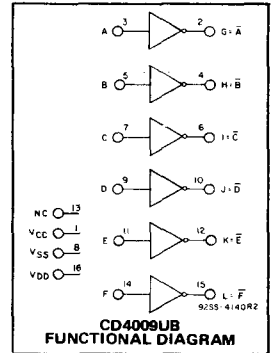 A 3 2 G=A̅
B 5 4 H=B̅
C 7 6 I=C̅
D 9 10 J=D̅
NC 13
VCC 1
E 11 12 K=E̅
VSS 8
VDD 16
F 14 15 L=F̅
92SS-4140R2
CD4009UB
FUNCTIONAL DIAGRAM